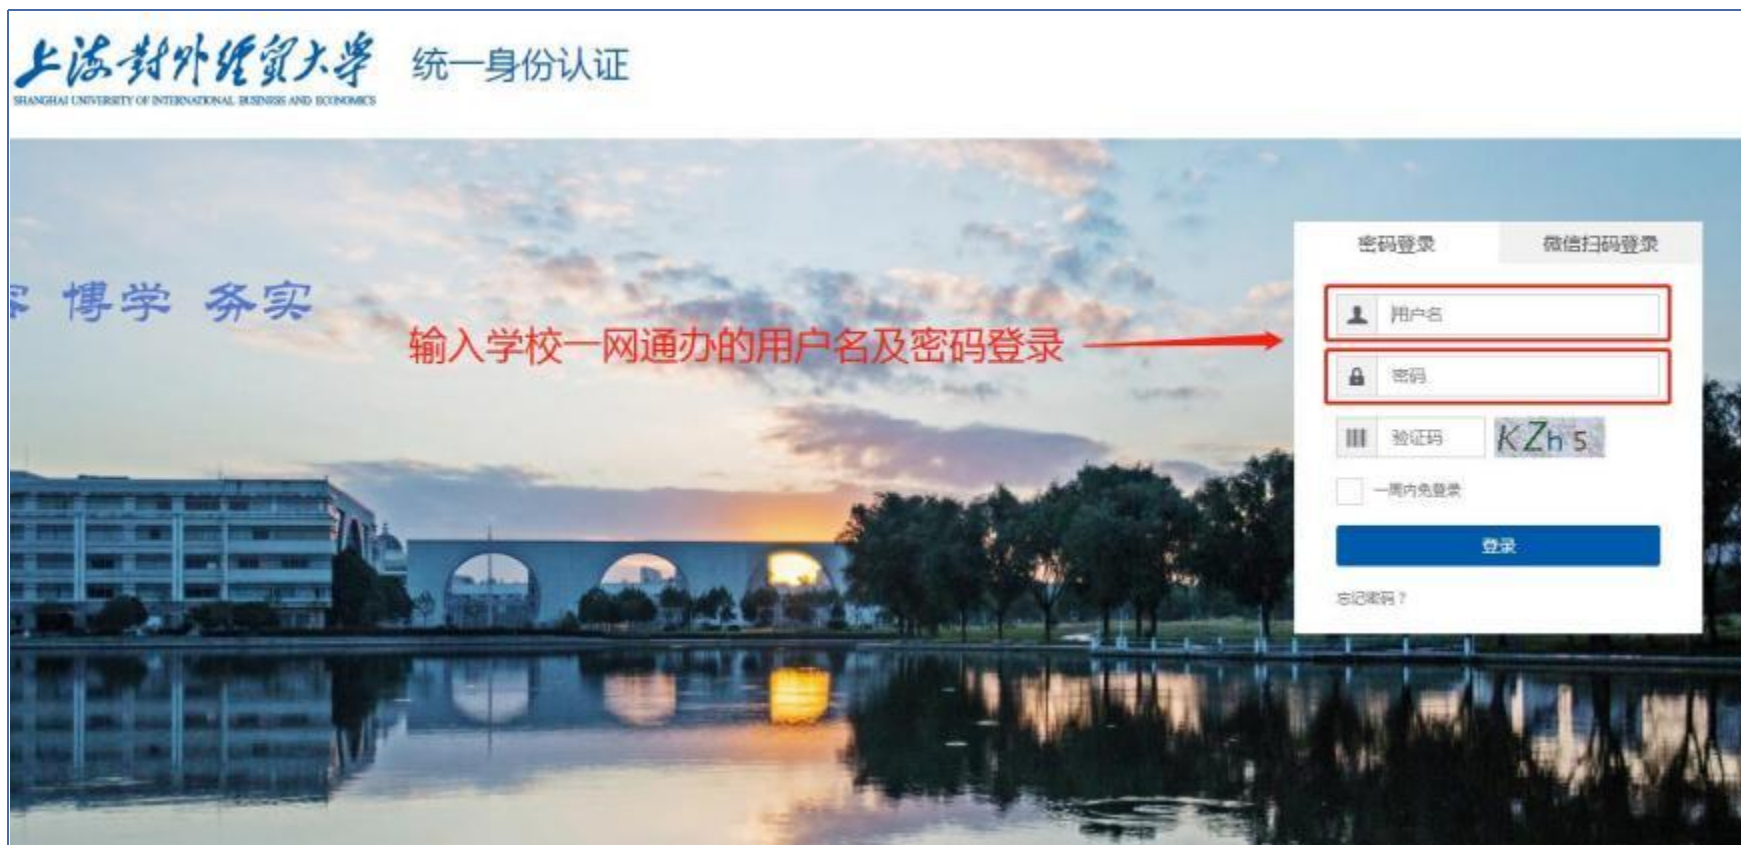 上海对外经贸大学
统一身份认证
SHANGHAI UNIVERSITY OF INTERNATIONAL BUSINESS AND ECONOMICS
密码登录 微信扫码登录
容 博学 务实
输入学校一网通办的用户名及密码登录
用户名
密码
验证码 KZh5
一周内免登录
登录
忘记密码？